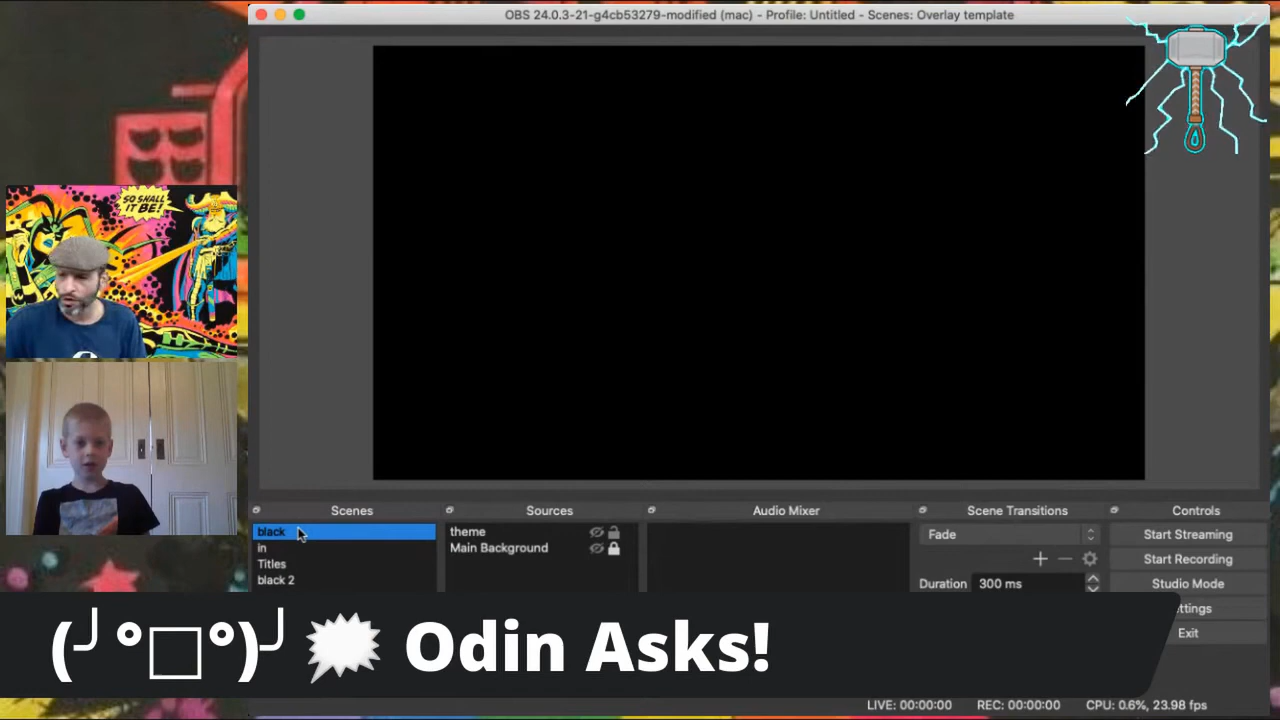 OBS 24.0.3-21-g4cb53279-modified (mac) - Profile: Untitled - Scenes: Overlay template
SO SHALL
IT BE!
Scenes
Sources
Audio Mixer
Scene Transitions
Controls
black
in
Titles
black 2
theme
Main Background
Fade
Duration 300 ms
Start Streaming
Start Recording
Studio Mode
ettings
Exit
(╯°□°)╯ Odin Asks!
LIVE: 00:00:00 REC: 00:00:00 CPU: 0.6%, 23.98 fps